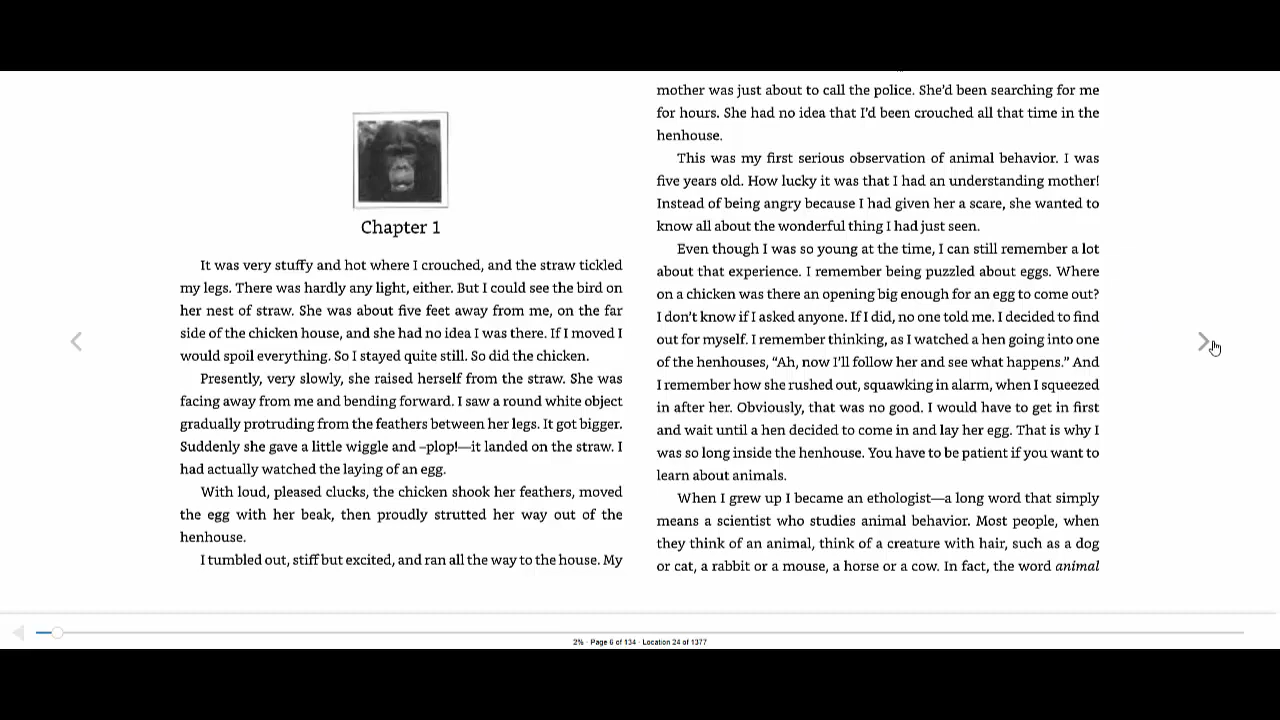 Chapter 1
It was very stuffy and hot where I crouched, and the straw tickled
my legs. There was hardly any light, either. But I could see the bird on
her nest of straw. She was about five feet away from me, on the far
side of the chicken house, and she had no idea I was there. If I moved I
would spoil everything. So I stayed quite still. So did the chicken.
Presently, very slowly, she raised herself from the straw. She was
facing away from me and bending forward. I saw a round white object
gradually protruding from the feathers between her legs. It got bigger.
Suddenly she gave a little wiggle and –plop!—it landed on the straw. I
had actually watched the laying of an egg.
With loud, pleased clucks, the chicken shook her feathers, moved
the egg with her beak, then proudly strutted her way out of the
henhouse.
I tumbled out, stiff but excited, and ran all the way to the house. My
mother was just about to call the police. She’d been searching for me
for hours. She had no idea that I’d been crouched all that time in the
henhouse.
This was my first serious observation of animal behavior. I was
five years old. How lucky it was that I had an understanding mother!
Instead of being angry because I had given her a scare, she wanted to
know all about the wonderful thing I had just seen.
Even though I was so young at the time, I can still remember a lot
about that experience. I remember being puzzled about eggs. Where
on a chicken was there an opening big enough for an egg to come out?
I don’t know if I asked anyone. If I did, no one told me. I decided to find
out for myself. I remember thinking, as I watched a hen going into one
of the henhouses, “Ah, now I’ll follow her and see what happens.” And
I remember how she rushed out, squawking in alarm, when I squeezed
in after her. Obviously, that was no good. I would have to get in first
and wait until a hen decided to come in and lay her egg. That is why I
was so long inside the henhouse. You have to be patient if you want to
learn about animals.
When I grew up I became an ethologist—a long word that simply
means a scientist who studies animal behavior. Most people, when
they think of an animal, think of a creature with hair, such as a dog
or cat, a rabbit or a mouse, a horse or a cow. In fact, the word animal
2% · Page 6 of 134 · Location 24 of 1377